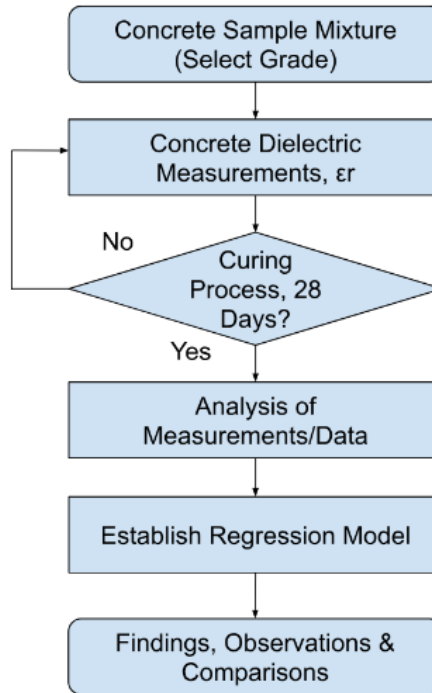 Concrete Sample Mixture
(Select Grade)
Concrete Dielectric
Measurements, εr
No
Curing
Process, 28
Days?
Yes
Analysis of
Measurements/Data
Establish Regression Model
Findings, Observations &
Comparisons